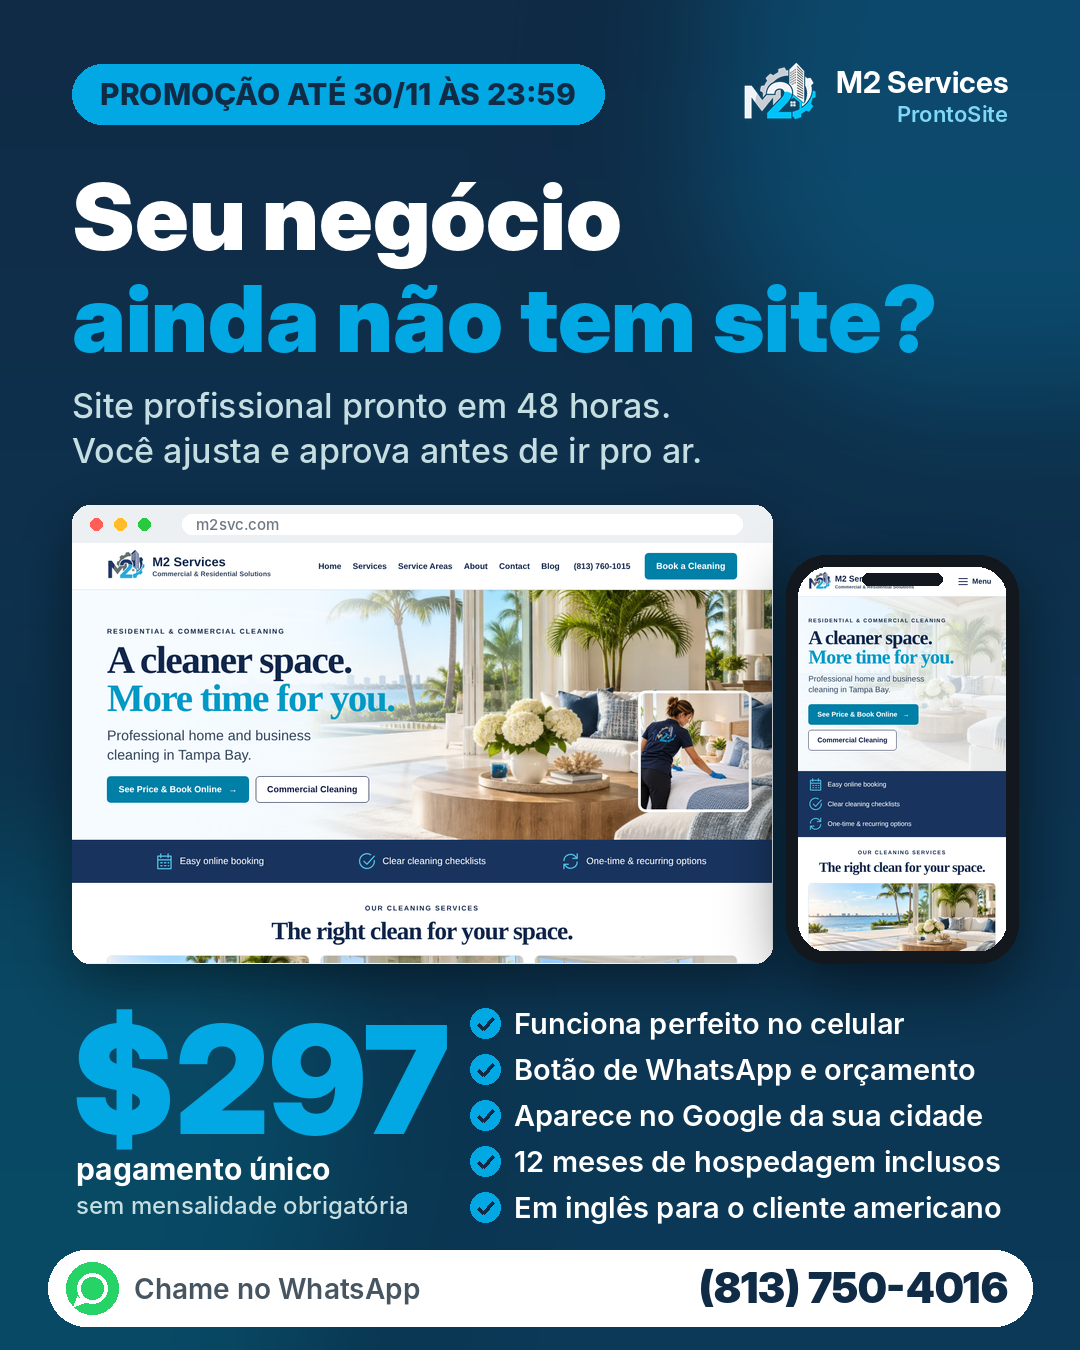 PROMOÇÃO ATÉ 30/11 ÀS 23:59
M2 M2 Services
ProntoSite
Seu negócio
ainda não tem site?
Site profissional pronto em 48 horas.
Você ajusta e aprova antes de ir pro ar.
m2svc.com
M2 M2 Services
Commercial & Residential Solutions
Home Services Service Areas About Contact Blog (813) 760-1015 Book a Cleaning
RESIDENTIAL & COMMERCIAL CLEANING
A cleaner space.
More time for you.
Professional home and business
cleaning in Tampa Bay.
See Price & Book Online → Commercial Cleaning
Easy online booking Clear cleaning checklists One-time & recurring options
OUR CLEANING SERVICES
The right clean for your space.
M2 M2 Ser
Menu
RESIDENTIAL & COMMERCIAL CLEANING
A cleaner space.
More time for you.
Professional home and business
cleaning in Tampa Bay.
See Price & Book Online →
Commercial Cleaning
Easy online booking
Clear cleaning checklists
One-time & recurring options
OUR CLEANING SERVICES
The right clean for your space.
$297
pagamento único
sem mensalidade obrigatória
Funciona perfeito no celular
Botão de WhatsApp e orçamento
Aparece no Google da sua cidade
12 meses de hospedagem inclusos
Em inglês para o cliente americano
Chame no WhatsApp (813) 750-4016